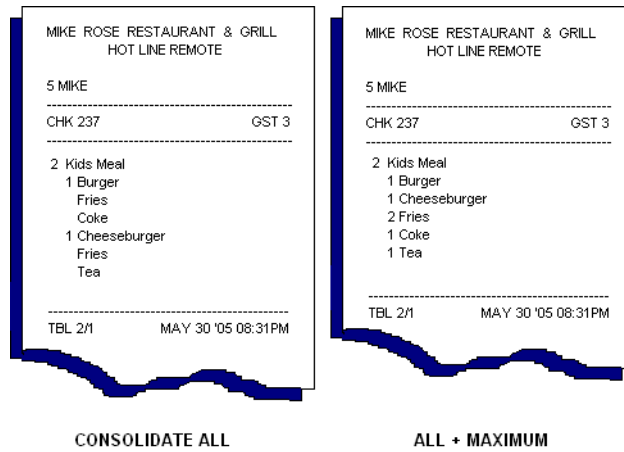 MIKE ROSE RESTAURANT & GRILL
HOT LINE REMOTE
5 MIKE
CHK 237 GST 3
2 Kids Meal
1 Burger
Fries
Coke
1 Cheeseburger
Fries
Tea
TBL 2/1 MAY 30 '05 08:31PM
CONSOLIDATE ALL
MIKE ROSE RESTAURANT & GRILL
HOT LINE REMOTE
5 MIKE
CHK 237 GST 3
2 Kids Meal
1 Burger
1 Cheeseburger
2 Fries
1 Coke
1 Tea
TBL 2/1 MAY 30 '05 08:31PM
ALL + MAXIMUM